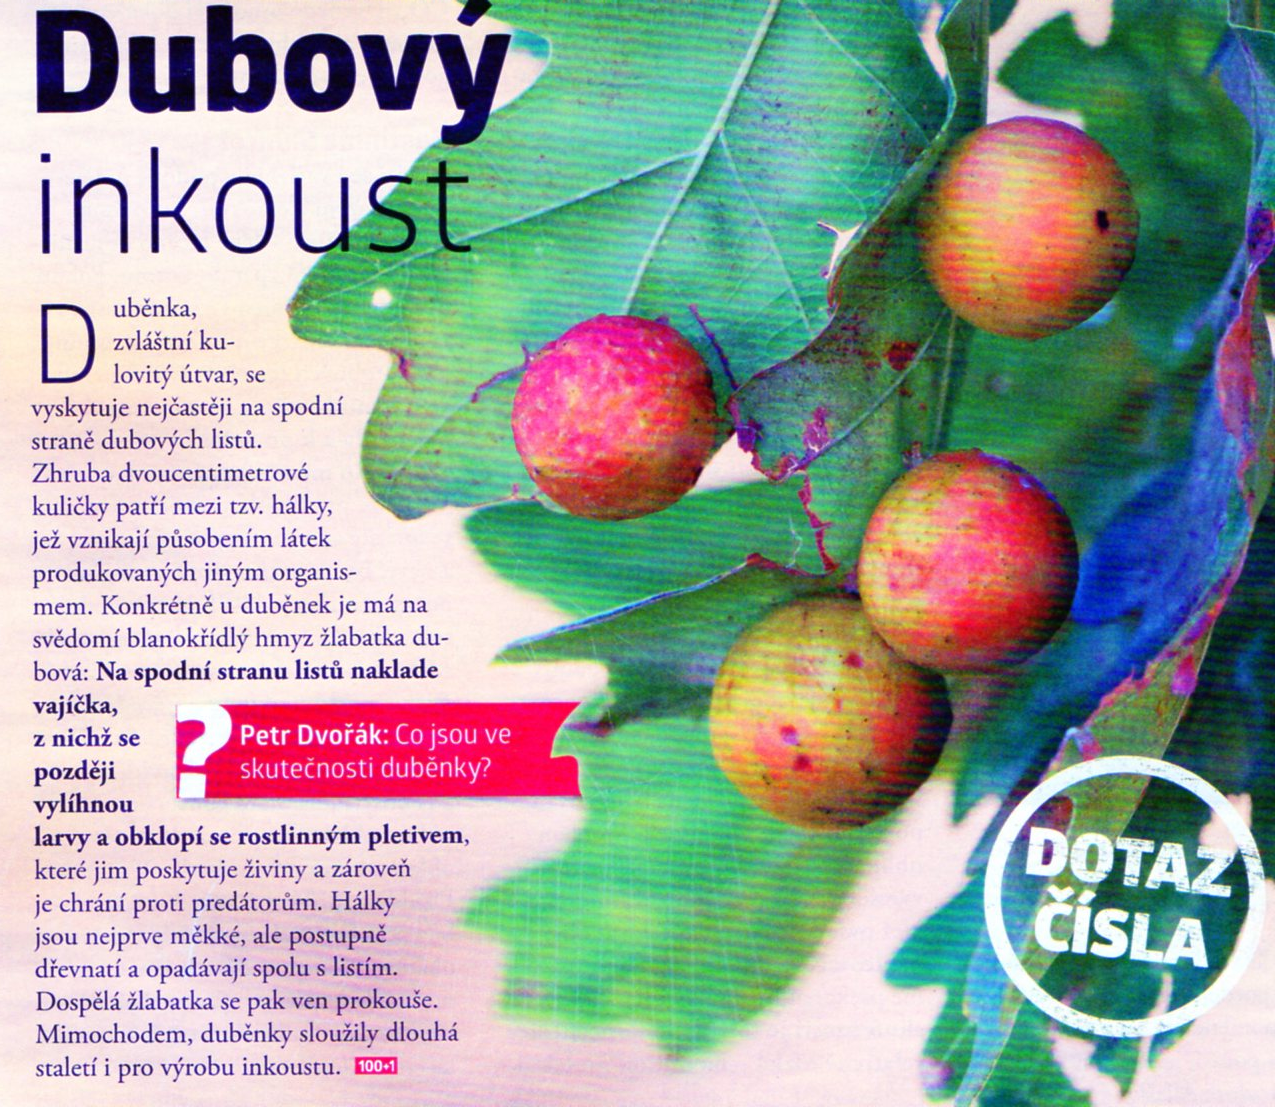 Dubový
inkoust
Duběnka,
zvláštní ku-
lovitý útvar, se
vyskytuje nejčastěji na spodní
straně dubových listů.
Zhruba dvoucentimetrové
kuličky patří mezi tzv. hálky,
jež vznikají působením látek
produkovaných jiným organis-
mem. Konkrétně u duběnek je má na
svědomí blanokřídlý hmyz žlabatka du-
bová: Na spodní stranu listů naklade
vajíčka,
z nichž se
později
vylíhnou
larvy a obklopí se rostlinným pletivem,
které jim poskytuje živiny a zároveň
je chrání proti predátorům. Hálky
jsou nejprve měkké, ale postupně
dřevnatí a opadávají spolu s listím.
Dospělá žlabatka se pak ven prokouše.
Mimochodem, duběnky sloužily dlouhá
staletí i pro výrobu inkoustu. 100+1
? Petr Dvořák: Co jsou ve
skutečnosti duběnky?
DOTAZ
ČÍSLA